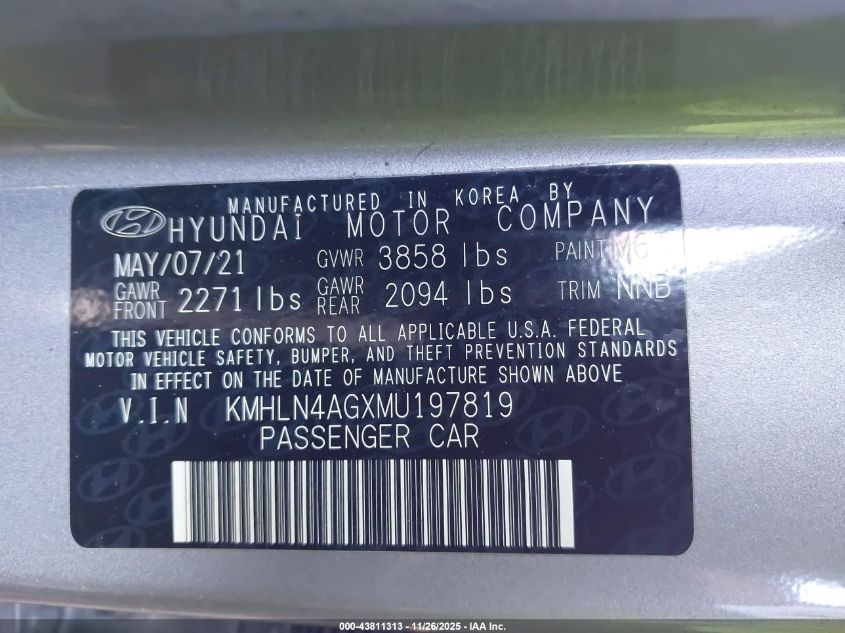 MANUFACTURED IN KOREA BY
HYUNDAI MOTOR COMPANY
MAY/07/21 GVWR 3858 lbs PAINT M6
GAWR FRONT 2271 lbs GAWR REAR 2094 lbs TRIM NNB
THIS VEHICLE CONFORMS TO ALL APPLICABLE U.S.A. FEDERAL
MOTOR VEHICLE SAFETY, BUMPER, AND THEFT PREVENTION STANDARDS
IN EFFECT ON THE DATE OF MANUFACTURE SHOWN ABOVE
V.I.N KMHLN4AGXMU197819
PASSENGER CAR
000-43811313 - 11/26/2025 - IAA Inc.